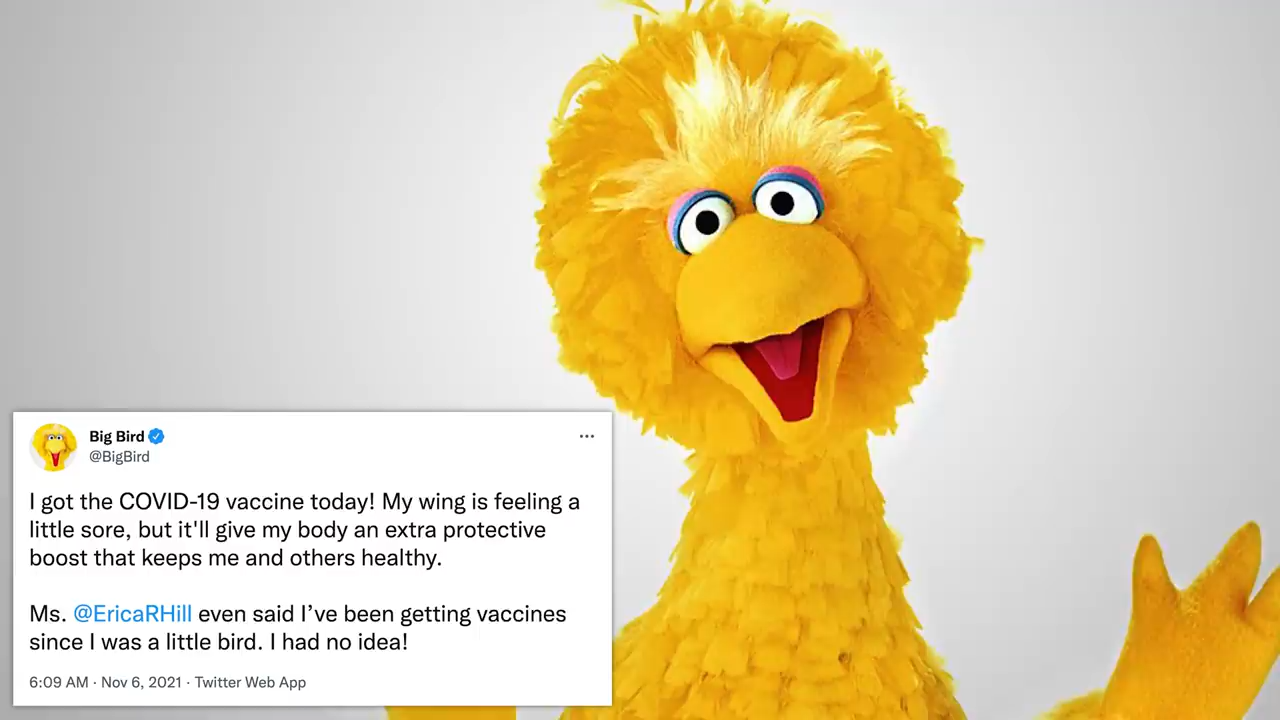 Big Bird
@BigBird
I got the COVID-19 vaccine today! My wing is feeling a
little sore, but it'll give my body an extra protective
boost that keeps me and others healthy.
Ms. @EricaRHill even said I’ve been getting vaccines
since I was a little bird. I had no idea!
6:09 AM · Nov 6, 2021 · Twitter Web App